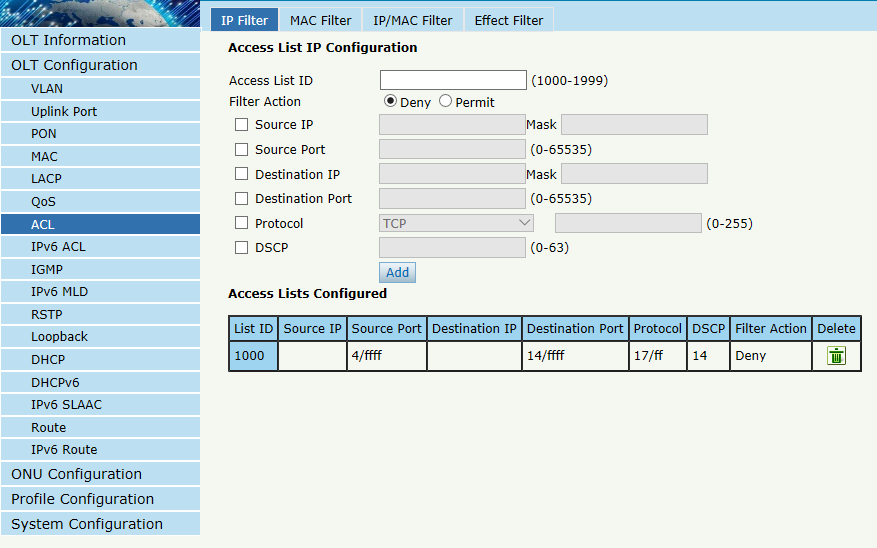 IP Filter MAC Filter IP/MAC Filter Effect Filter
OLT Information
OLT Configuration
VLAN
Uplink Port
PON
MAC
LACP
QoS
ACL
IPv6 ACL
IGMP
IPv6 MLD
RSTP
Loopback
DHCP
DHCPv6
IPv6 SLAAC
Route
IPv6 Route
ONU Configuration
Profile Configuration
System Configuration
Access List IP Configuration
Access List ID (1000-1999)
Filter Action Deny Permit
Source IP Mask
Source Port (0-65535)
Destination IP Mask
Destination Port (0-65535)
Protocol TCP (0-255)
DSCP (0-63)
Add
Access Lists Configured
List ID Source IP Source Port Destination IP Destination Port Protocol DSCP Filter Action Delete
1000 4/ffff 14/ffff 17/ff 14 Deny